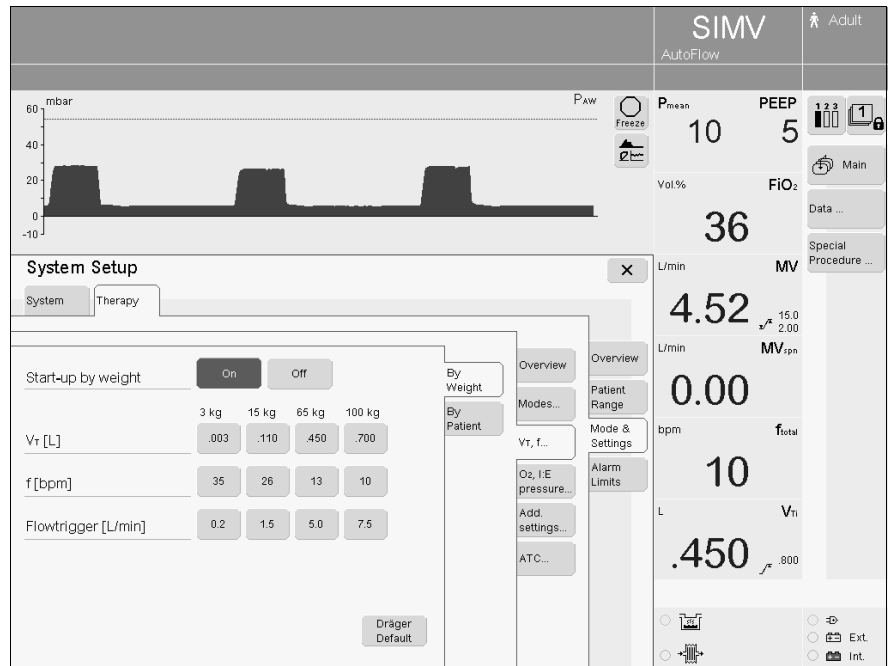 SIMV
AutoFlow
Adult
mbar
PAW
60
40
20
0
-10
Freeze
Pmean PEEP
10 5
Vol.% FiO2
36
L/min MV
4.52 15.0
2.00
L/min MVspn
0.00
bpm ftotal
10
L VTi
.450 .800
1 2 3
1
Main
Data ...
Special
Procedure ...
System Setup
System
Therapy
Start-up by weight On Off
3 kg 15 kg 65 kg 100 kg
VT [L] .003 .110 .450 .700
f [bpm] 35 26 13 10
Flowtrigger [L/min] 0.2 1.5 5.0 7.5
Dräger
Default
By
Weight
By
Patient
Overview
Modes...
VT, f...
O2, I:E
pressure...
Add.
settings...
ATC...
Overview
Patient
Range
Mode &
Settings
Alarm
Limits
Ext.
Int.